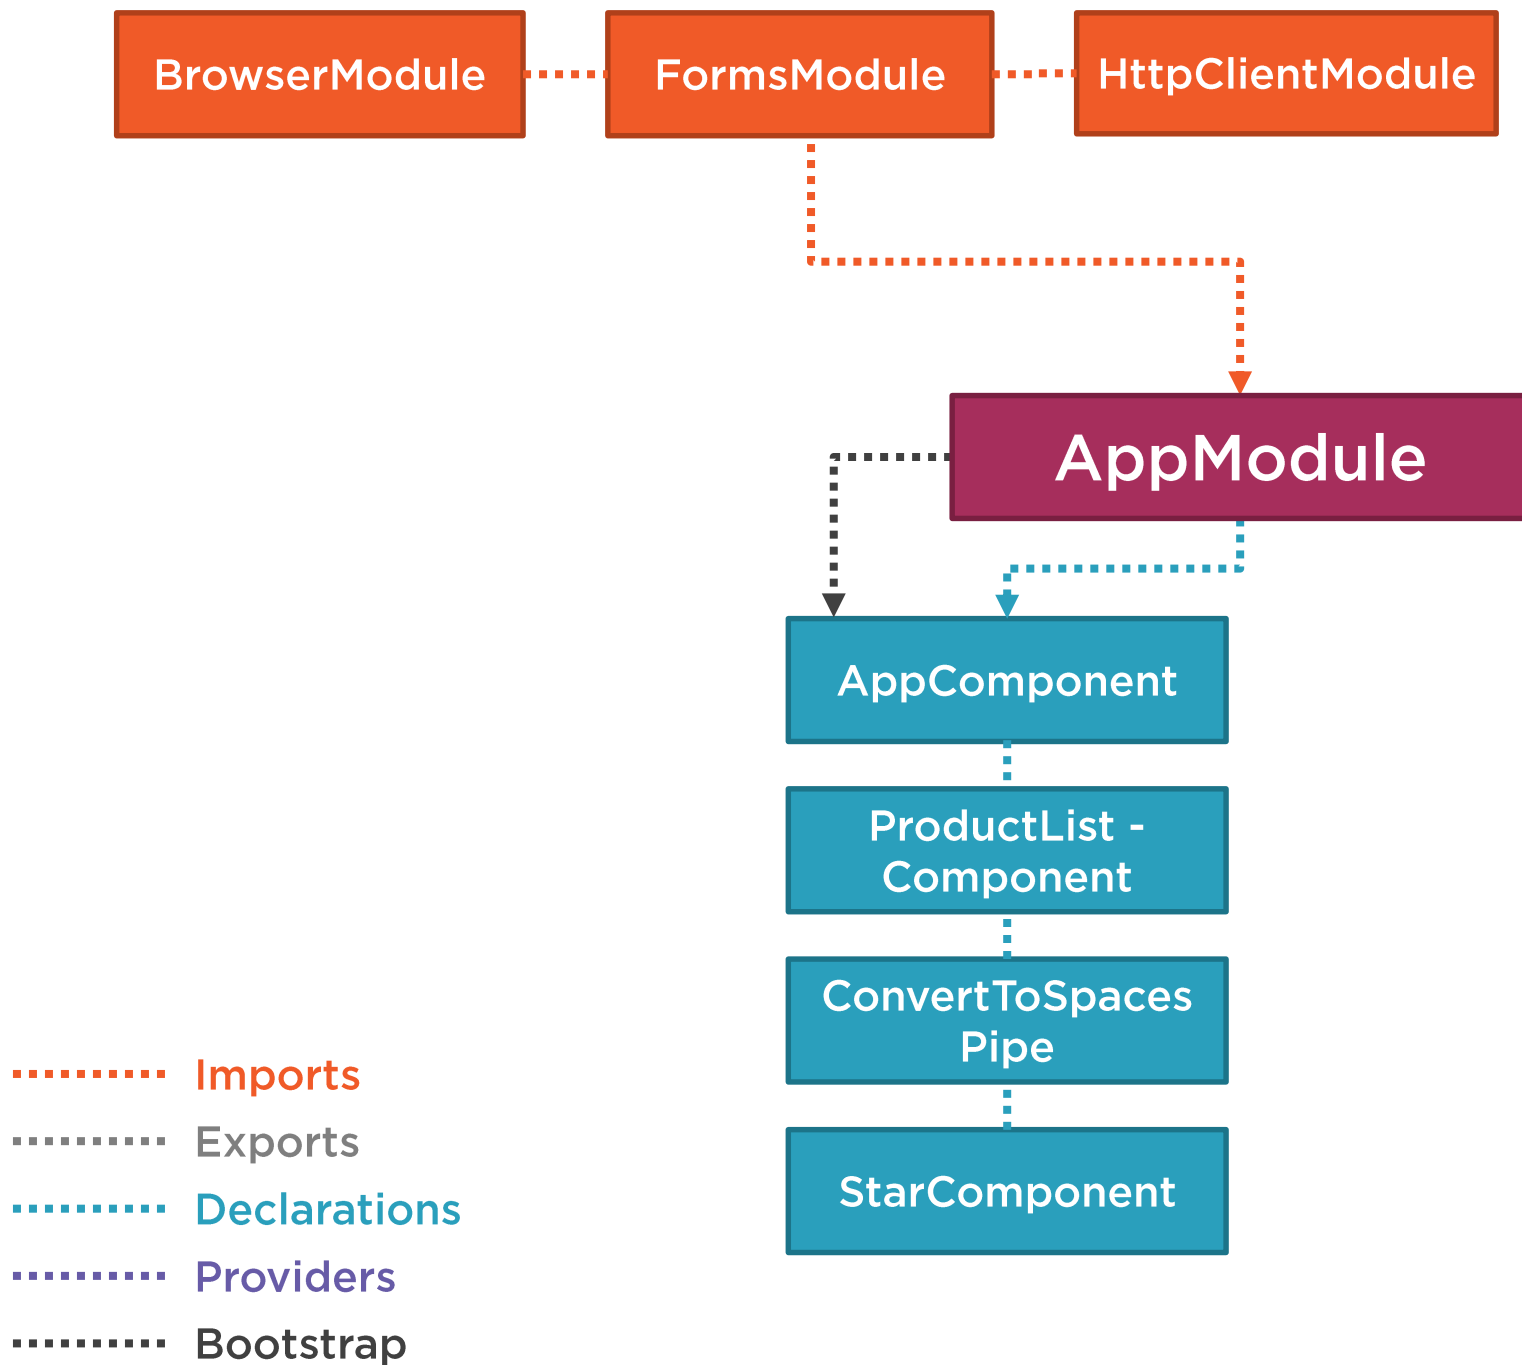 BrowserModule
FormsModule
HttpClientModule
AppModule
AppComponent
ProductList -
Component
ConvertToSpaces
Pipe
StarComponent
Imports
Exports
Declarations
Providers
Bootstrap